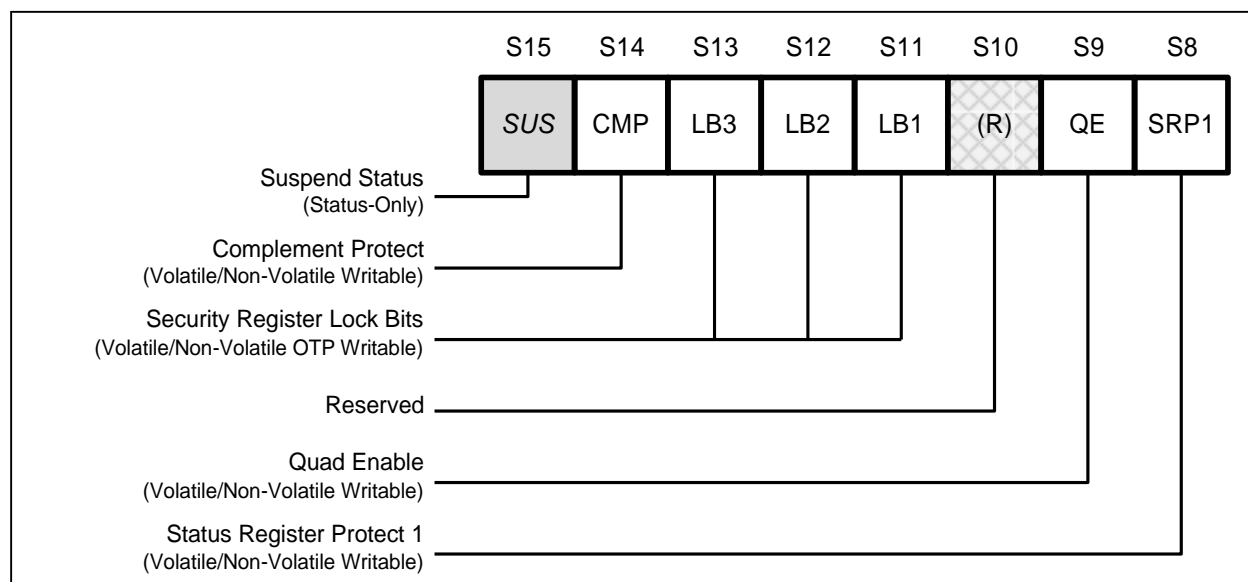 S15 S14 S13 S12 S11 S10 S9 S8
SUS CMP LB3 LB2 LB1 (R) QE SRP1
Suspend Status
(Status-Only)
Complement Protect
(Volatile/Non-Volatile Writable)
Security Register Lock Bits
(Volatile/Non-Volatile OTP Writable)
Reserved
Quad Enable
(Volatile/Non-Volatile Writable)
Status Register Protect 1
(Volatile/Non-Volatile Writable)